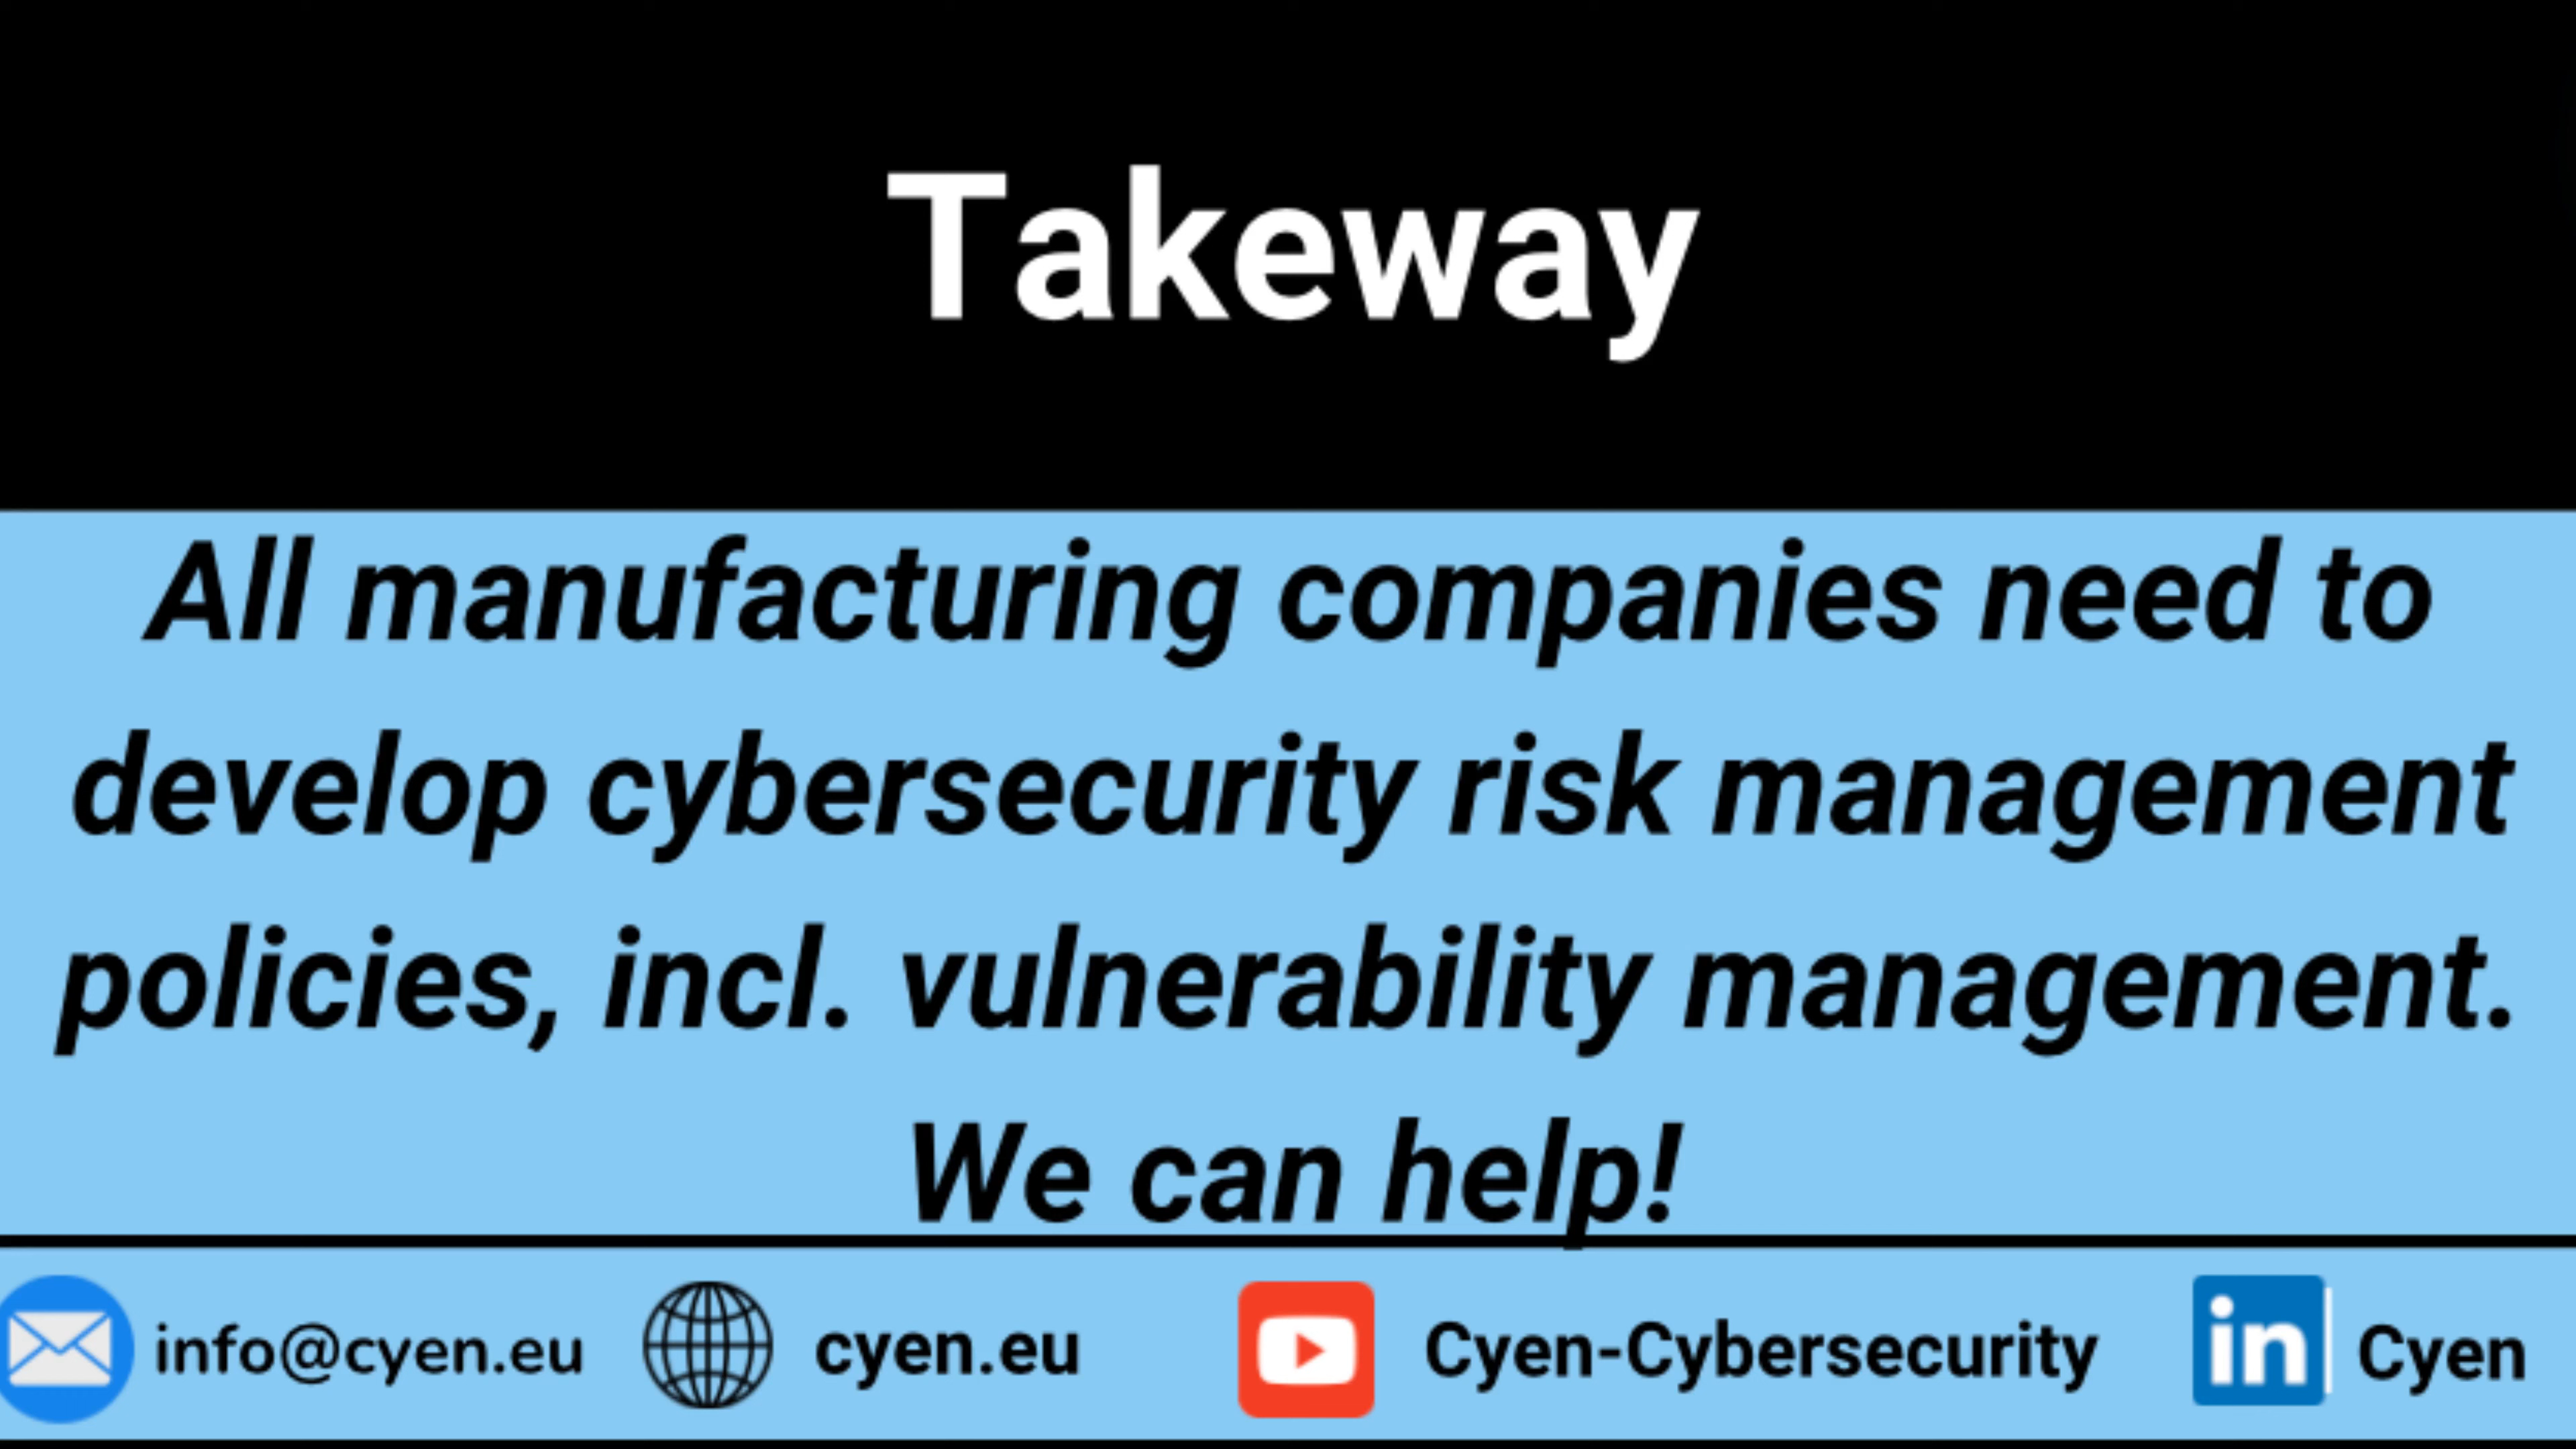 Takeway
All manufacturing companies need to
develop cybersecurity risk management
policies, incl. vulnerability management.
We can help!
info@cyen.eu cyen.eu Cyen-Cybersecurity in Cyen